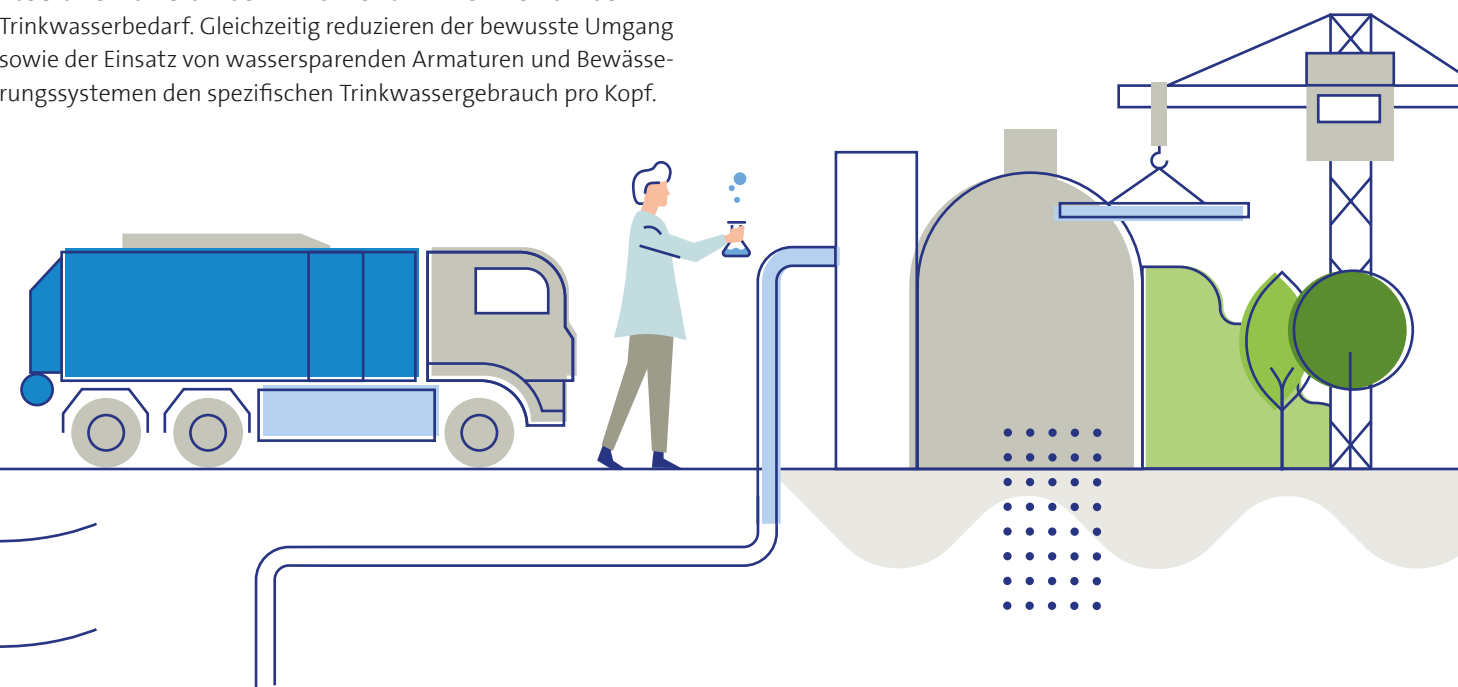 Trinkwasserbedarf. Gleichzeitig reduzieren der bewusste Umgang
sowie der Einsatz von wassersparenden Armaturen und Bewässe-
rungssystemen den spezifischen Trinkwassergebrauch pro Kopf.